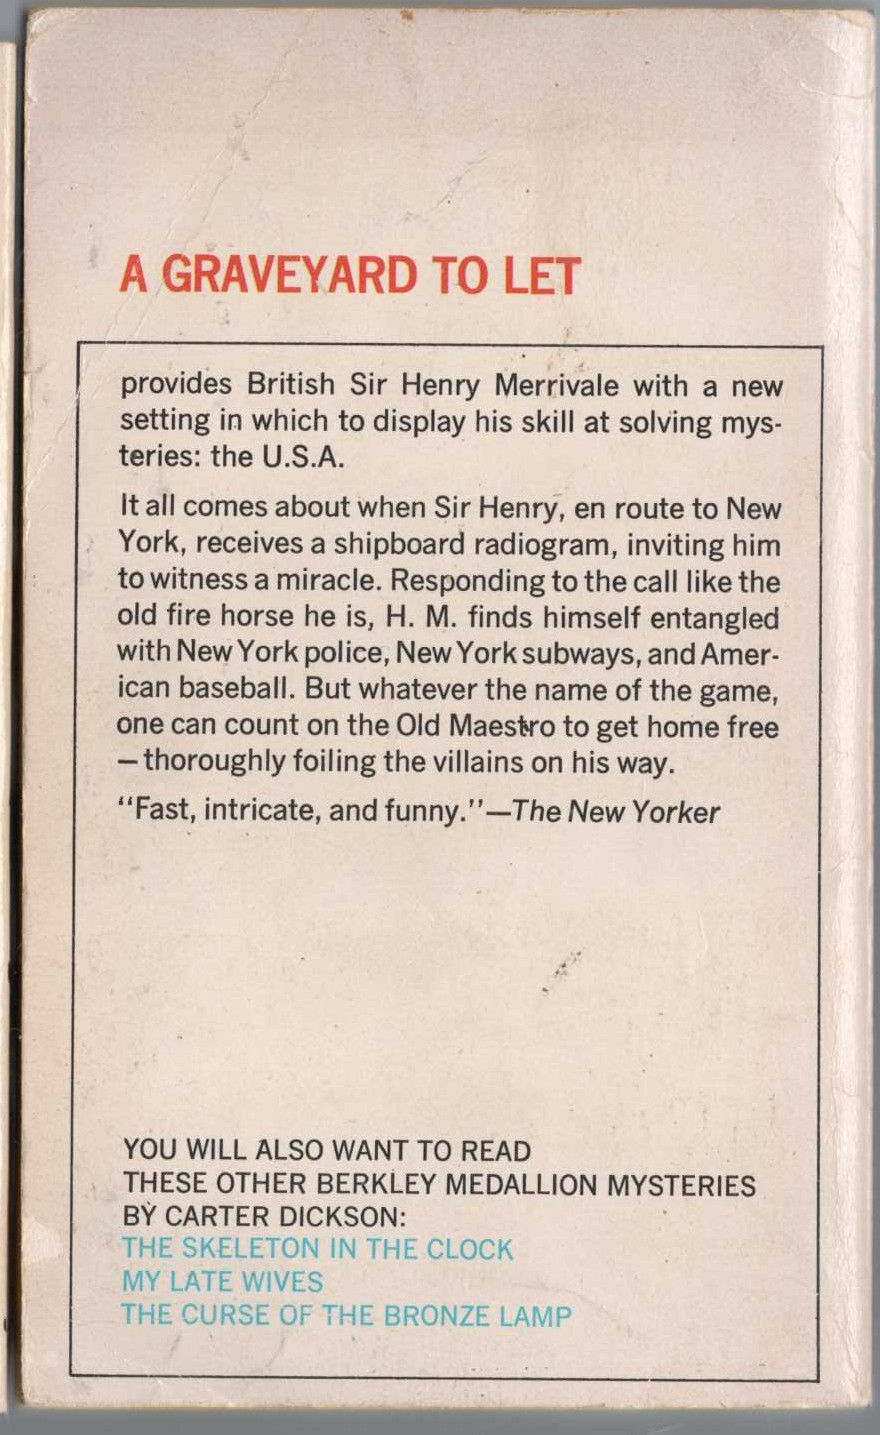 A GRAVEYARD TO LET
provides British Sir Henry Merrivale with a new
setting in which to display his skill at solving mys-
teries: the U.S.A.
It all comes about when Sir Henry, en route to New
York, receives a shipboard radiogram, inviting him
to witness a miracle. Responding to the call like the
old fire horse he is, H. M. finds himself entangled
with New York police, New York subways, and Amer-
ican baseball. But whatever the name of the game,
one can count on the Old Maestro to get home free
—thoroughly foiling the villains on his way.
"Fast, intricate, and funny."—The New Yorker
YOU WILL ALSO WANT TO READ
THESE OTHER BERKLEY MEDALLION MYSTERIES
BY CARTER DICKSON:
THE SKELETON IN THE CLOCK
MY LATE WIVES
THE CURSE OF THE BRONZE LAMP